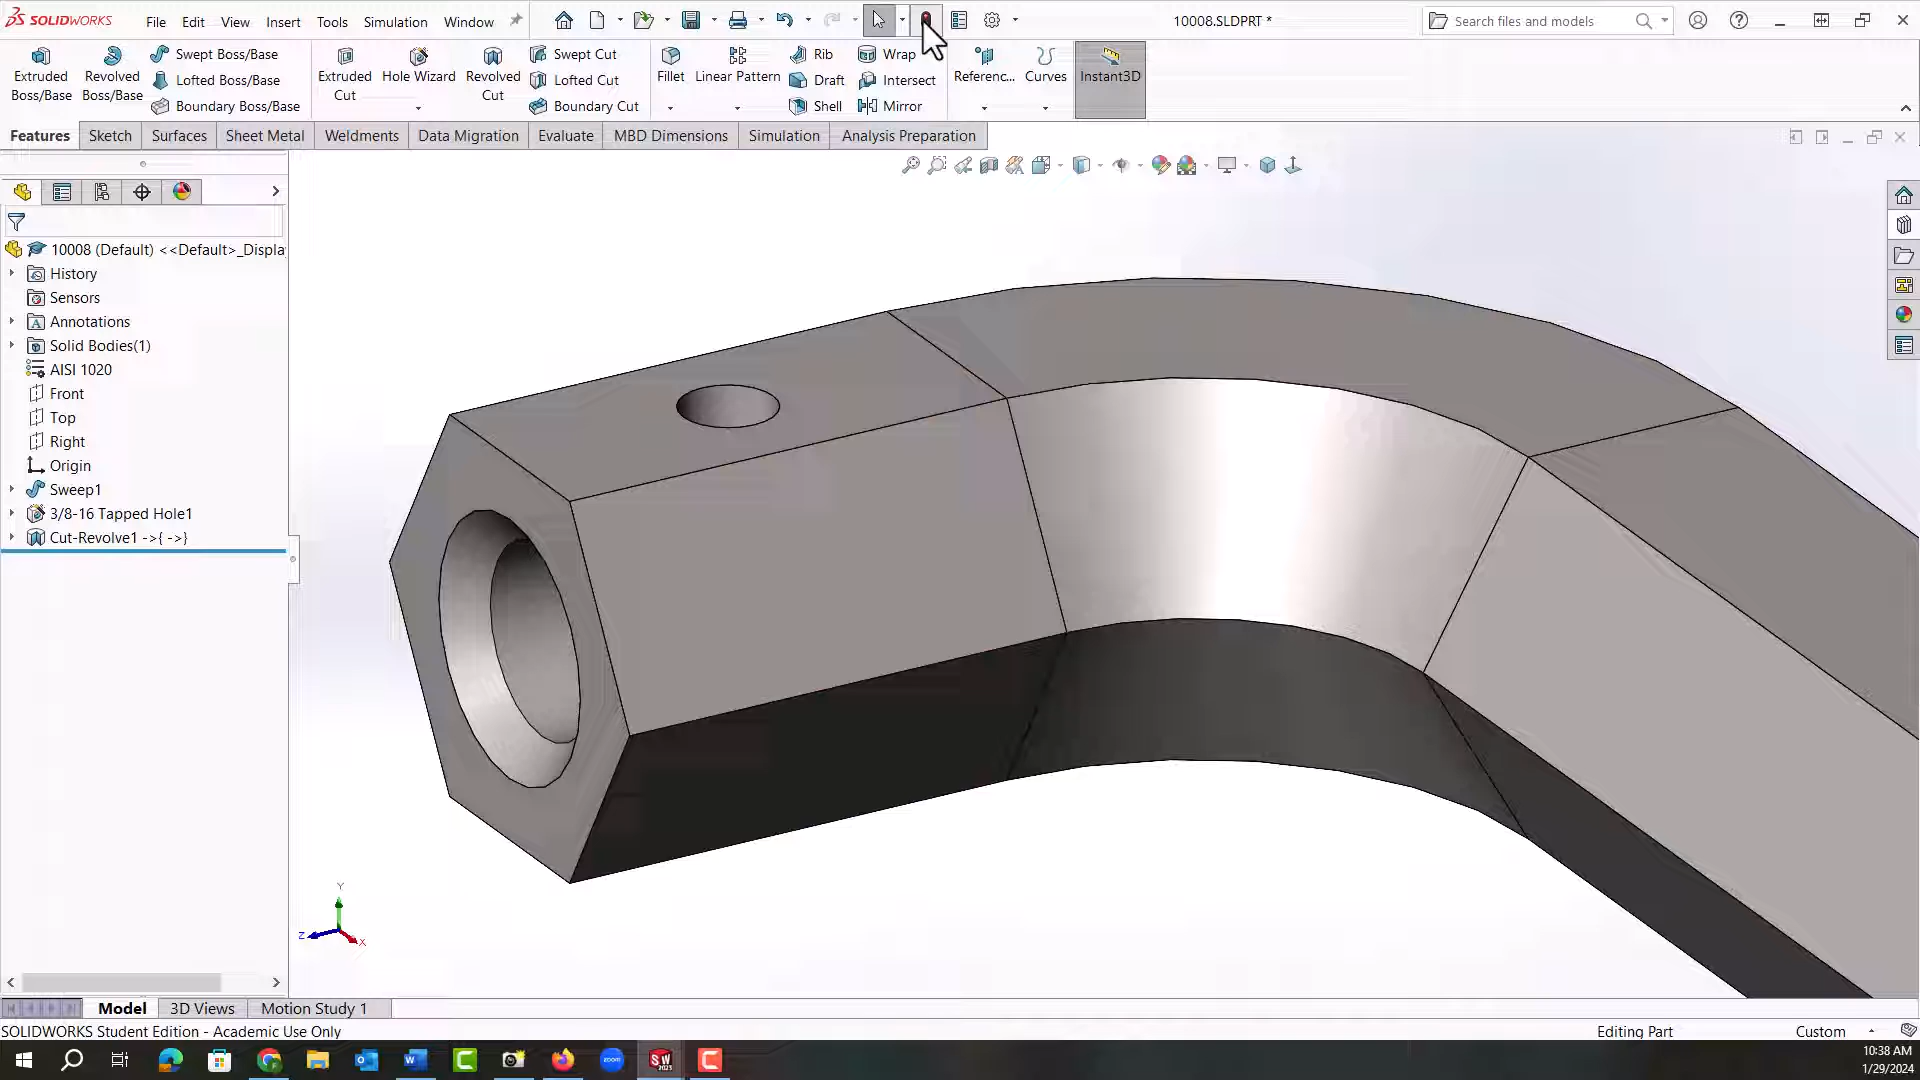 SOLIDWORKS File Edit View Insert Tools Simulation Window 10008.SLDPRT * Search files and models
Extruded Boss/Base
Revolved Boss/Base
Swept Boss/Base
Lofted Boss/Base
Boundary Boss/Base
Extruded Cut
Hole Wizard
Revolved Cut
Swept Cut
Lofted Cut
Boundary Cut
Fillet
Linear Pattern
Rib
Draft
Shell
Wrap
Intersect
Mirror
Referenc...
Curves
Instant3D
Features Sketch Surfaces Sheet Metal Weldments Data Migration Evaluate MBD Dimensions Simulation Analysis Preparation
10008 (Default) <<Default>_Displa
History
Sensors
Annotations
Solid Bodies(1)
AISI 1020
Front
Top
Right
Origin
Sweep1
3/8-16 Tapped Hole1
Cut-Revolve1 ->{ ->}
Y
Z
X
Model 3D Views Motion Study 1
SOLIDWORKS Student Edition - Academic Use Only Editing Part Custom
10:38 AM
1/29/2024